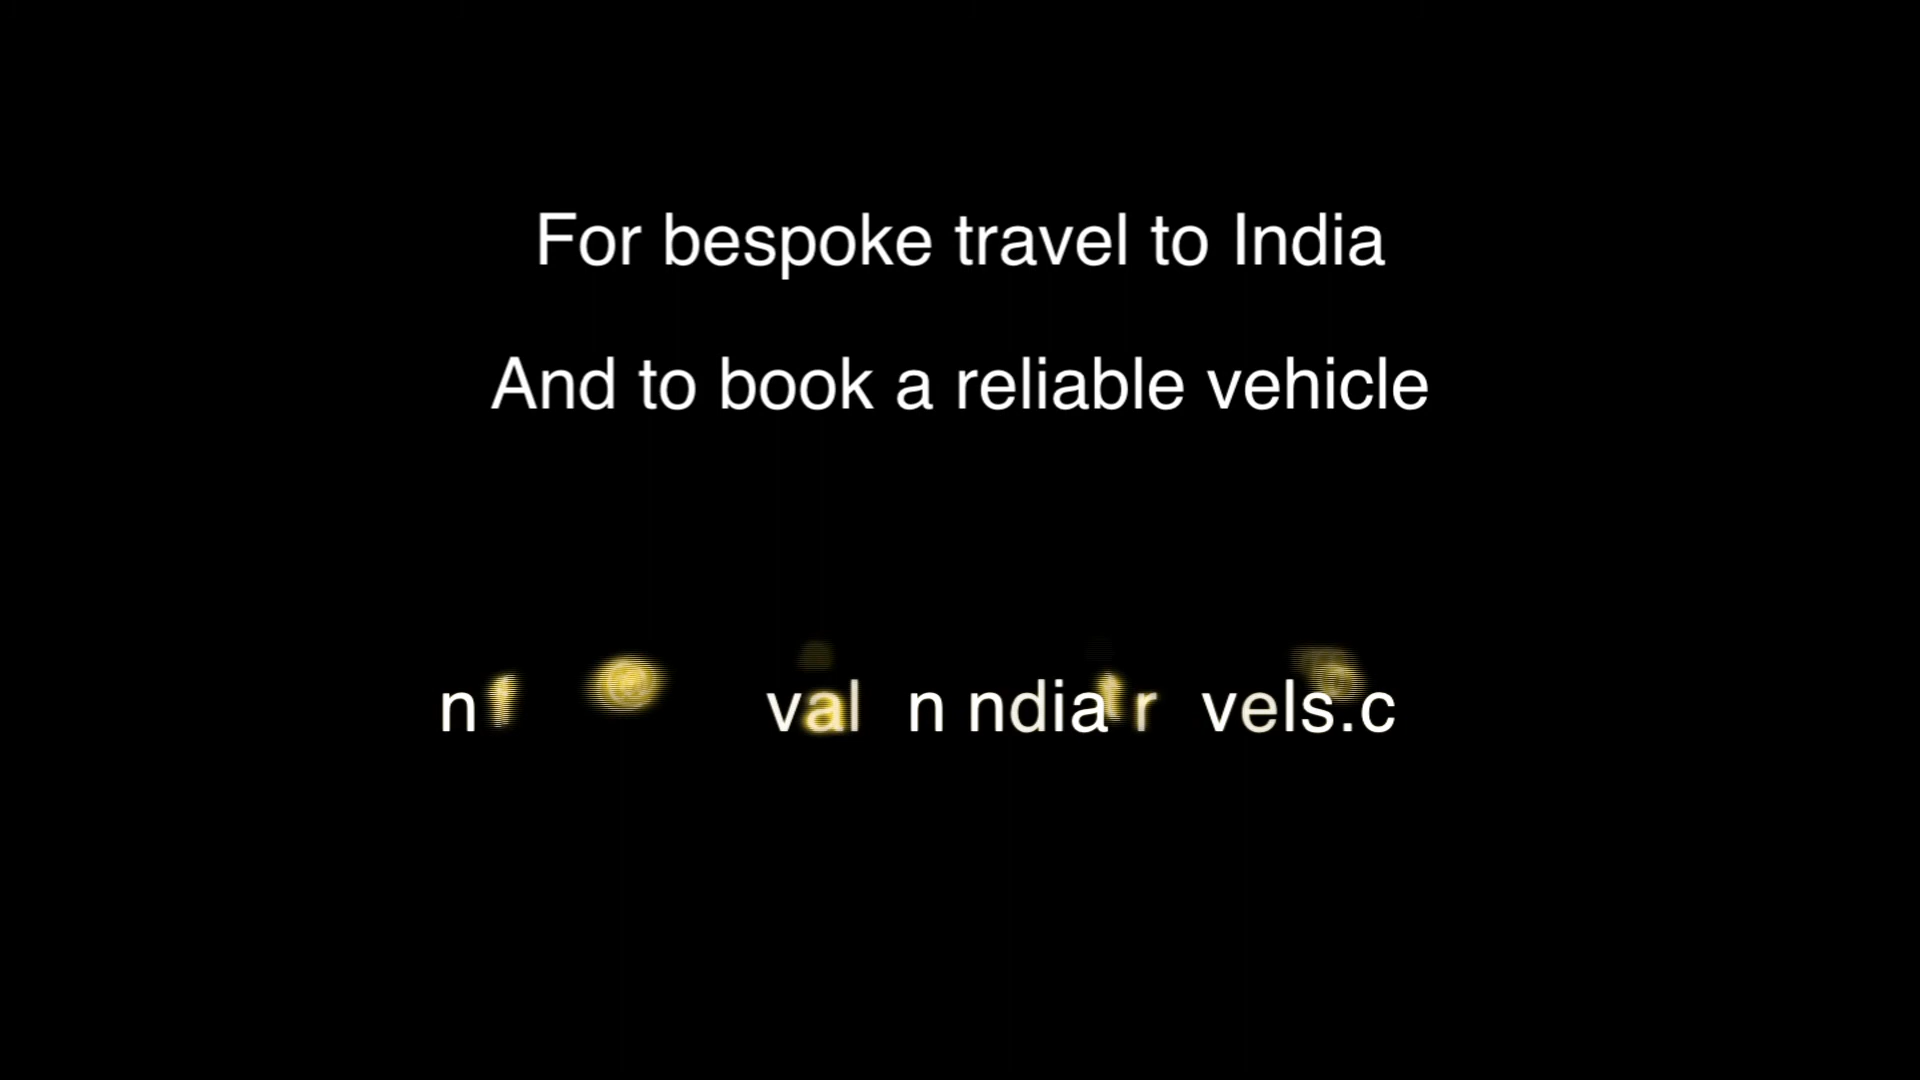 For bespoke travel to India
And to book a reliable vehicle